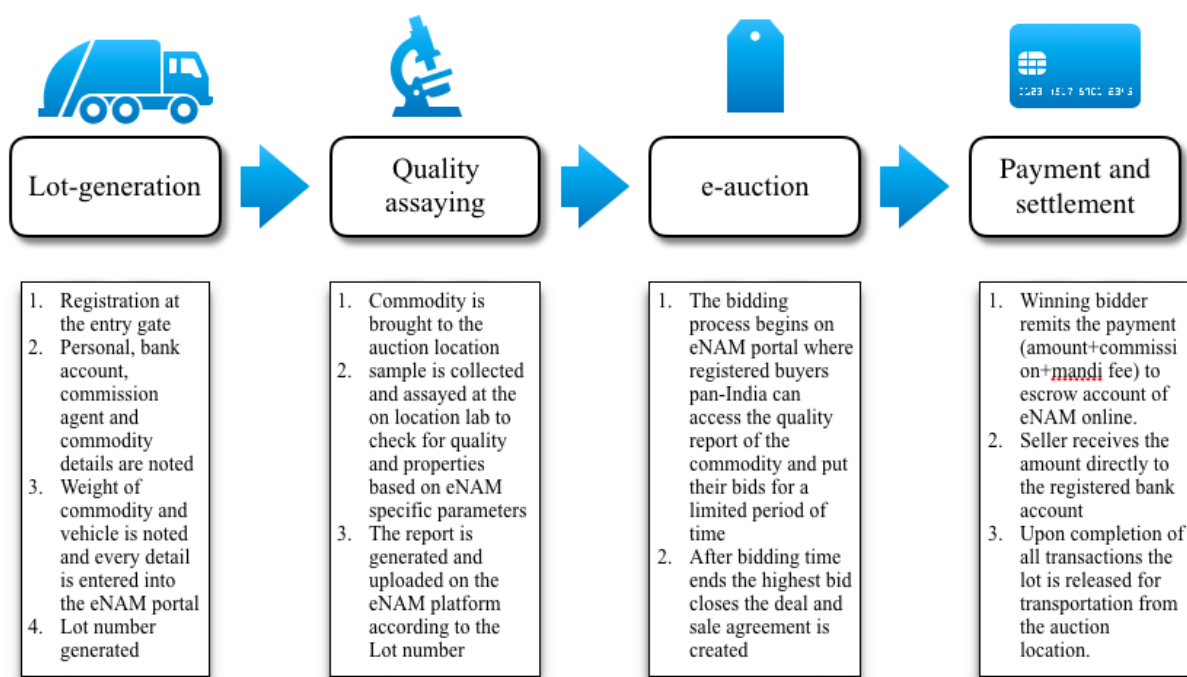 Lot-generation
Quality
assaying
e-auction
Payment and
settlement
1. Registration at
the entry gate
2. Personal, bank
account,
commission
agent and
commodity
details are noted
3. Weight of
commodity and
vehicle is noted
and every detail
is entered into
the eNAM portal
4. Lot number
generated
1. Commodity is
brought to the
auction location
2. sample is collected
and assayed at the
on location lab to
check for quality
and properties
based on eNAM
specific parameters
3. The report is
generated and
uploaded on the
eNAM platform
according to the
Lot number
1. The bidding
process begins on
eNAM portal where
registered buyers
pan-India can
access the quality
report of the
commodity and put
their bids for a
limited period of
time
2. After bidding time
ends the highest bid
closes the deal and
sale agreement is
created
1. Winning bidder
remits the payment
(amount+commissi
on+mandi fee) to
escrow account of
eNAM online.
2. Seller receives the
amount directly to
the registered bank
account
3. Upon completion of
all transactions the
lot is released for
transportation from
the auction
location.